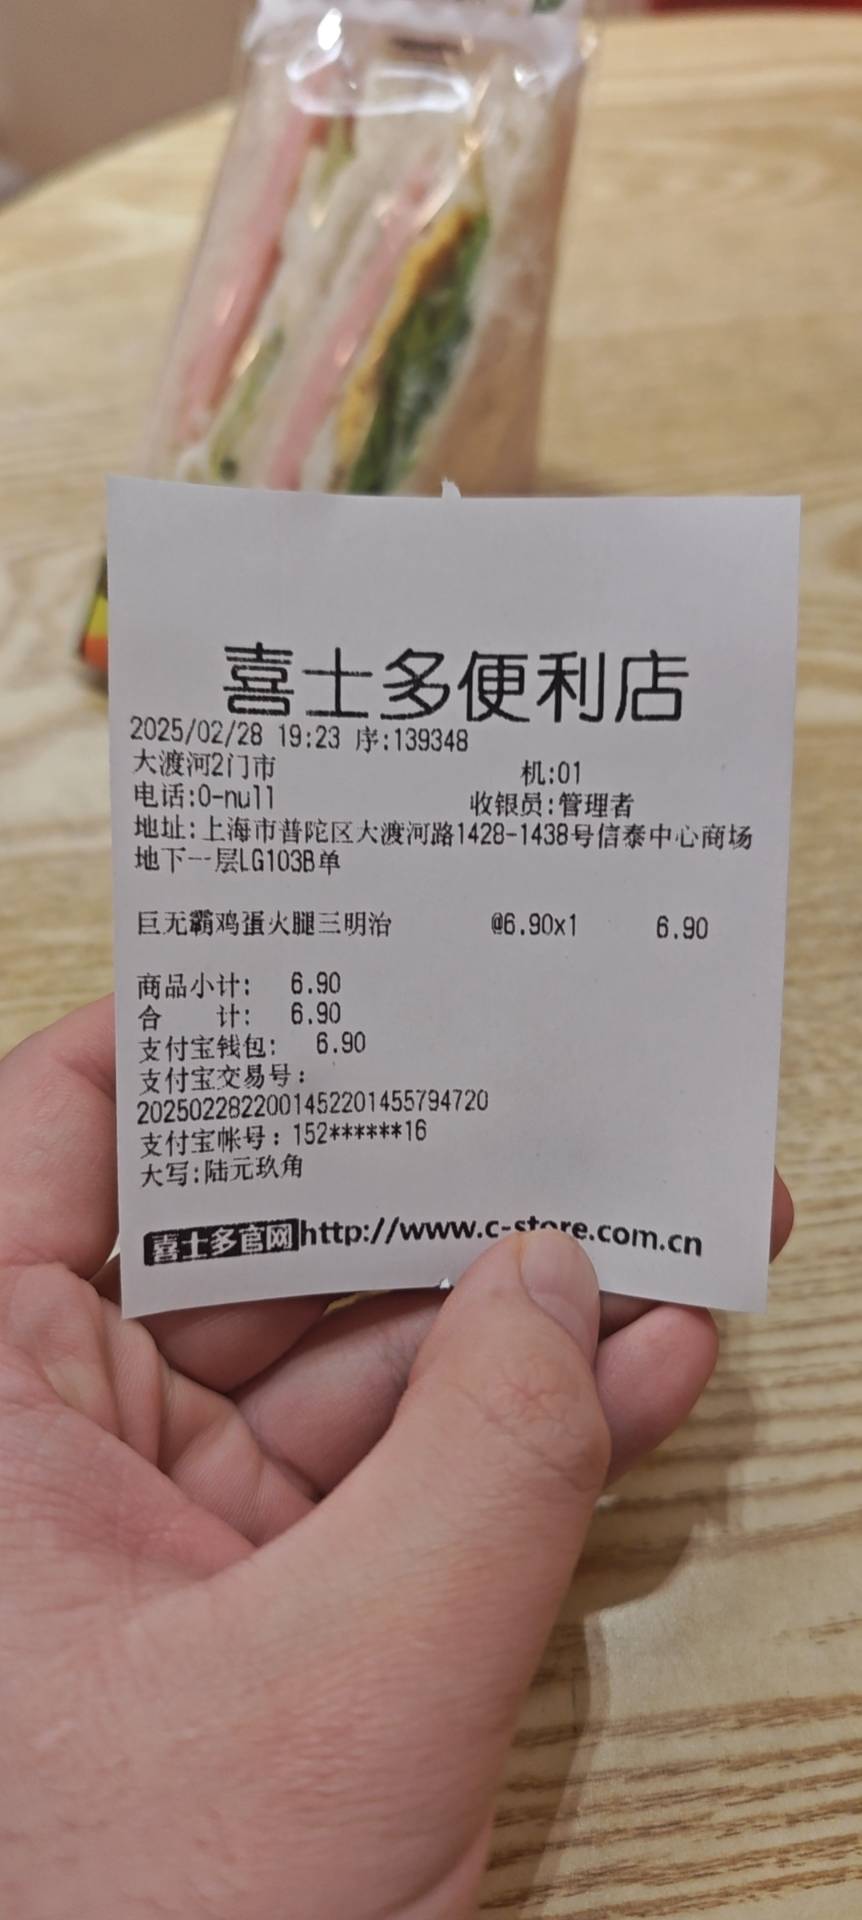 喜士多便利店
2025/02/28 19:23 序:139348
大渡河2门市 机:01
电话:0-null 收银员:管理者
地址:上海市普陀区大渡河路1428-1438号信泰中心商场
地下一层LG103B单
巨无霸鸡蛋火腿三明治 @6.90x1 6.90
商品小计: 6.90
合 计: 6.90
支付宝钱包: 6.90
支付宝交易号:
2025022822001452201455794720
支付宝帐号:152******16
大写:陆元玖角
喜士多官网http://www.c-store.com.cn